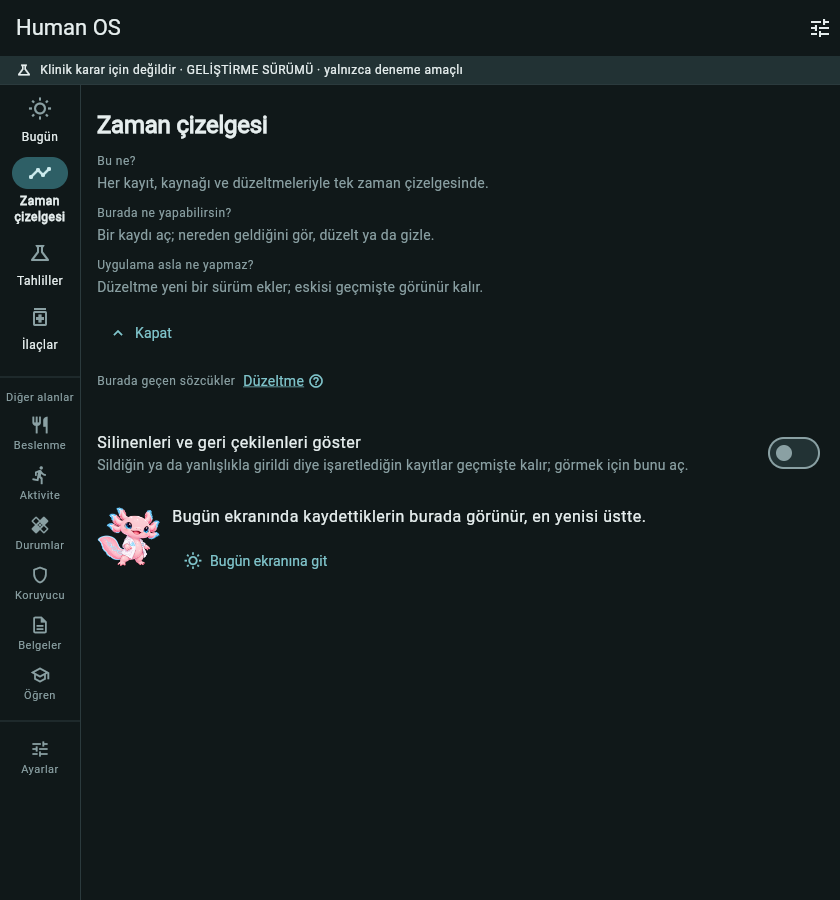 Human OS
Klinik karar için değildir · GELİŞTİRME SÜRÜMÜ · yalnızca deneme amaçlı
Bugün
Zaman
çizelgesi
Tahliller
İlaçlar
Diğer alanlar
Beslenme
Aktivite
Durumlar
Koruyucu
Belgeler
Öğren
Ayarlar
Zaman çizelgesi
Bu ne?
Her kayıt, kaynağı ve düzeltmeleriyle tek zaman çizelgesinde.
Burada ne yapabilirsin?
Bir kaydı aç; nereden geldiğini gör, düzelt ya da gizle.
Uygulama asla ne yapmaz?
Düzeltme yeni bir sürüm ekler; eskisi geçmişte görünür kalır.
Kapat
Burada geçen sözcükler Düzeltme
Silinenleri ve geri çekilenleri göster
Sildiğin ya da yanlışlıkla girildi diye işaretlediğin kayıtlar geçmişte kalır; görmek için bunu aç.
Bugün ekranında kaydettiklerin burada görünür, en yenisi üstte.
Bugün ekranına git